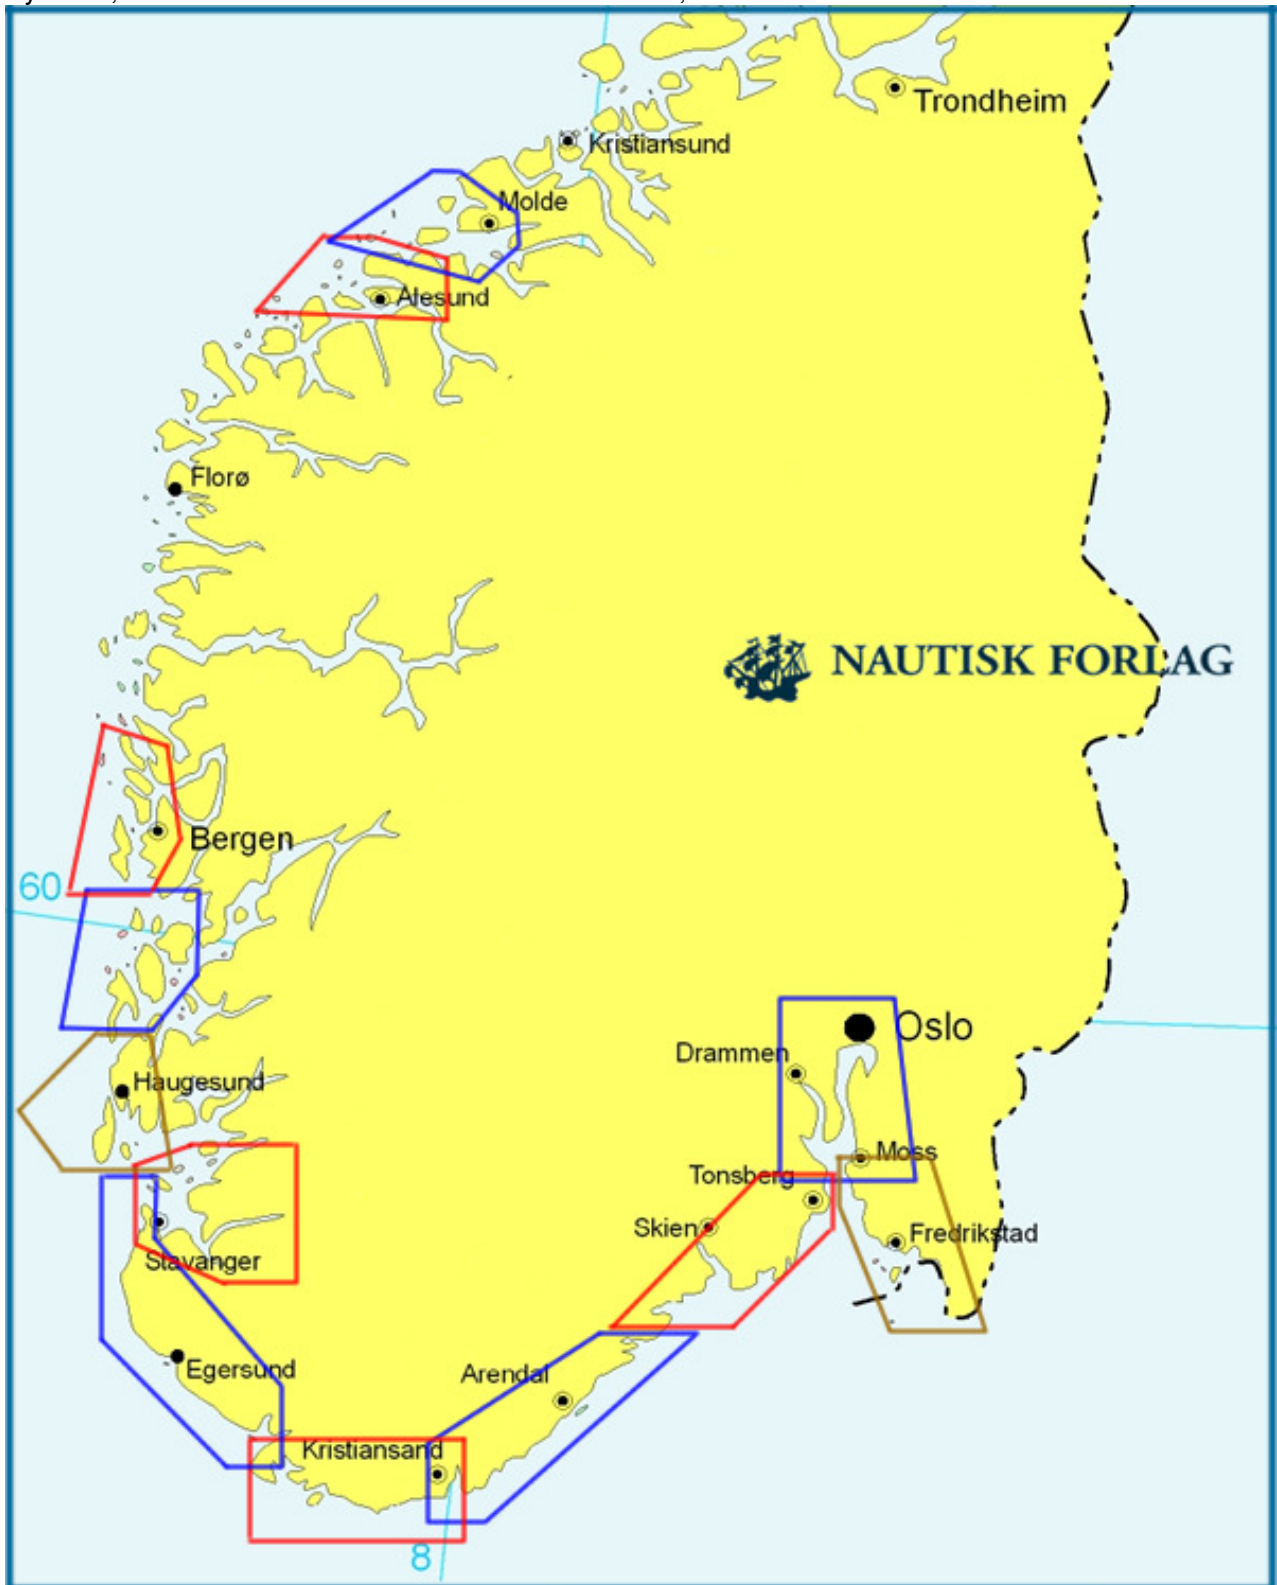 Trondheim
Kristiansund
Molde
Ålesund
Florø
NAUTISK FORLAG
Bergen
60
Oslo
Drammen
Haugesund
Moss
Tonsberg
Skien
Fredrikstad
Stavanger
Egersund
Arendal
Kristiansand
8